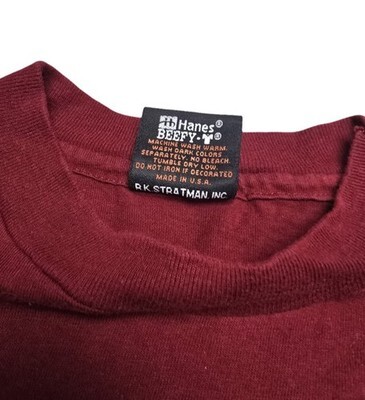 Hanes®
BEEFY-T®
MACHINE WASH WARM.
WASH DARK COLORS
SEPARATELY. NO BLEACH.
TUMBLE DRY LOW.
DO NOT IRON IF DECORATED
MADE IN U.S.A.
R.K. STRATMAN, INC.